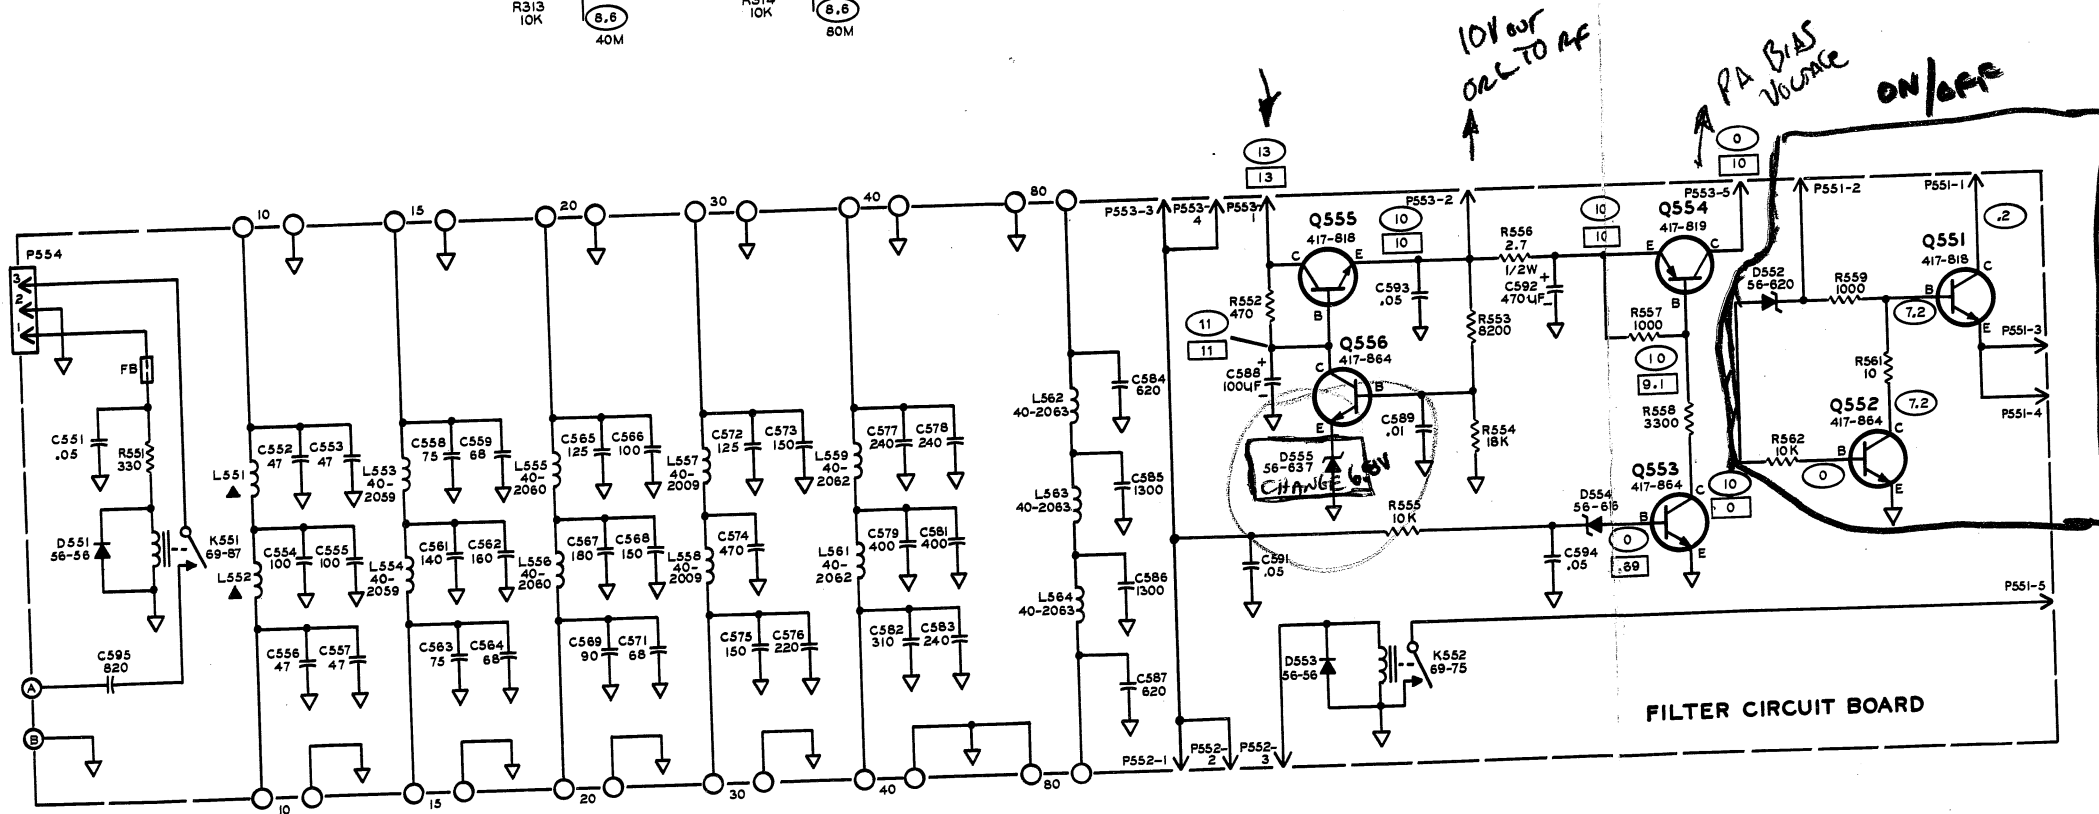 R313
10K
8.6
40M
R314
10K
8.6
80M
10V OUT
ORG TO RF
PA BIAS
VOLTAGE
ON/OFF
P554
3
2
1
FB
C551
.05
R551
330
D551
56-56
K551
69-87
C595
820
A
B
10
15
20
30
40
80
L551
▲
C552
47
C553
47
L552
▲
C554
100
C555
100
C556
47
C557
47
L553
40-
2059
C558
75
C559
68
L554
40-
2059
C561
140
C562
160
C563
75
C564
68
L555
40-
2060
C565
125
C566
100
L556
40-
2060
C567
180
C568
150
C569
90
C571
68
L557
40-
2009
C572
125
C573
150
L558
40-
2009
C574
470
C575
150
C576
220
L559
40-
2062
C577
240
C578
240
L561
40-
2062
C579
400
C581
400
C582
310
C583
240
L562
40-2063
C584
620
L563
40-2063
C585
1300
L564
40-2063
C586
1300
C587
620
10
15
20
30
40
80
P553-3
P553-
4
P553-
1
13
13
Q555
417-818
C
E
B
10
10
P553-2
R552
470
11
11
C588
100UF
+
-
Q556
417-864
C
B
E
D555
56-637
CHANGE 6.8V
C589
.01
C593
.05
R553
8200
R554
18K
R556
2.7
1/2W
C592
470UF
+
-
10
10
Q554
417-819
E
C
B
P553-5
0
10
R557
1000
10
9.1
R558
3300
Q553
417-864
C
B
E
10
0
D554
56-66
0
.69
C594
.05
R555
10K
C591
.05
D552
56-620
P551-2
R559
1000
P551-1
.2
Q551
417-818
C
B
E
7.2
R561
10
Q552
417-864
7.2
C
B
E
R562
10K
0
P551-3
P551-4
P551-5
D553
56-56
K552
69-75
P552-1
P552-
2
P552-
3
FILTER CIRCUIT BOARD